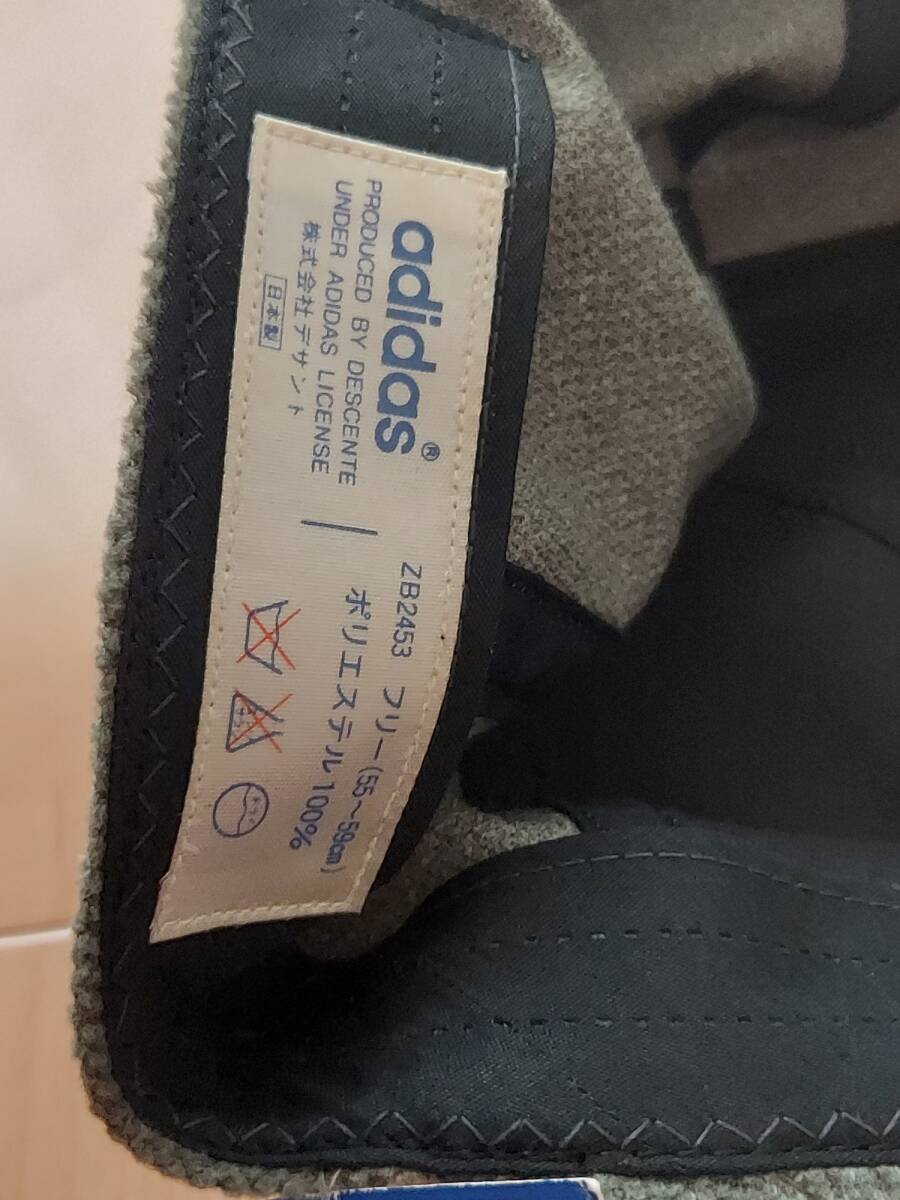 adidas®
PRODUCED BY DESCENTE
UNDER ADIDAS LICENSE
株式会社デサント
日本製
ZB2453 フリー(55~59cm)
ポリエステル100%